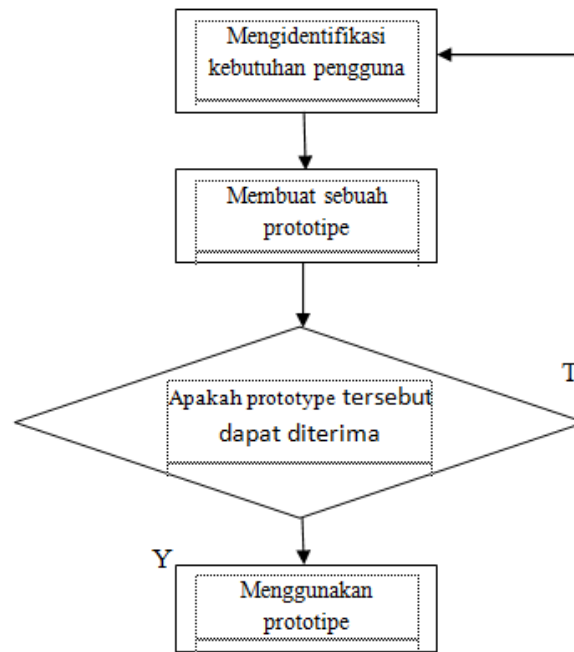 Mengidentifikasi
kebutuhan pengguna
Membuat sebuah
prototipe
T
Apakah prototype tersebut
dapat diterima
Y
Menggunakan
prototipe